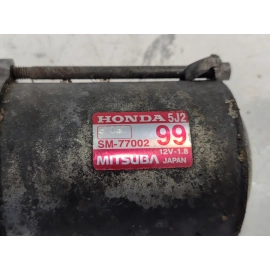 HONDA 5J2
99
SM-77002
12V-1.8
MITSUBA JAPAN